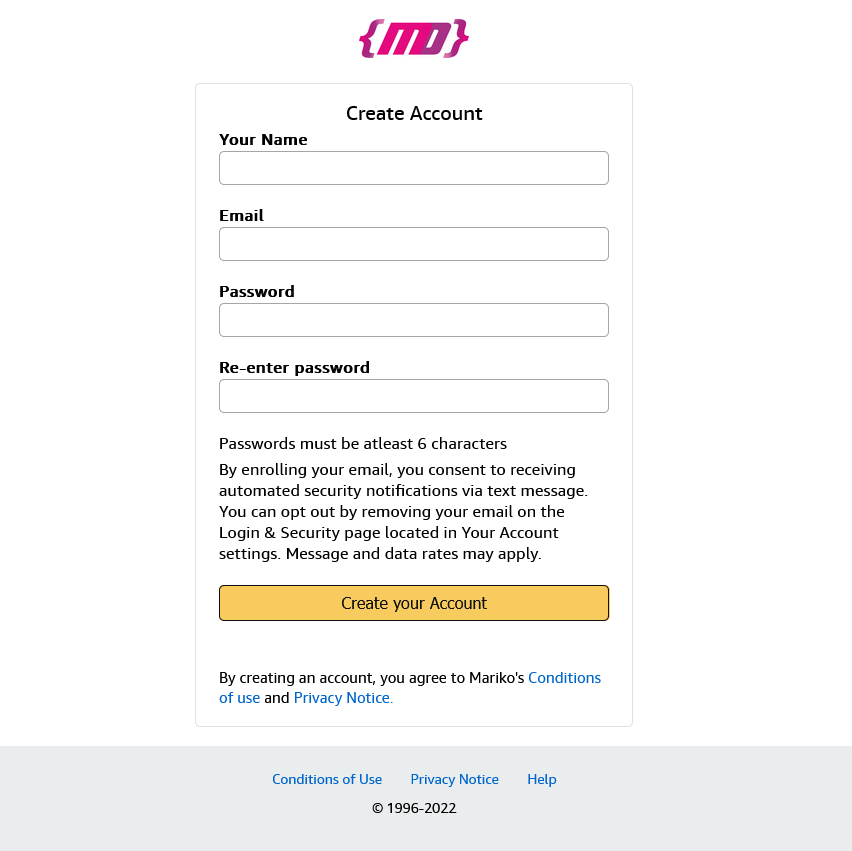 {MD}
Create Account
Your Name
Email
Password
Re-enter password
Passwords must be atleast 6 characters
By enrolling your email, you consent to receiving
automated security notifications via text message.
You can opt out by removing your email on the
Login & Security page located in Your Account
settings. Message and data rates may apply.
Create your Account
By creating an account, you agree to Mariko's Conditions
of use and Privacy Notice.
Conditions of Use Privacy Notice Help
© 1996-2022